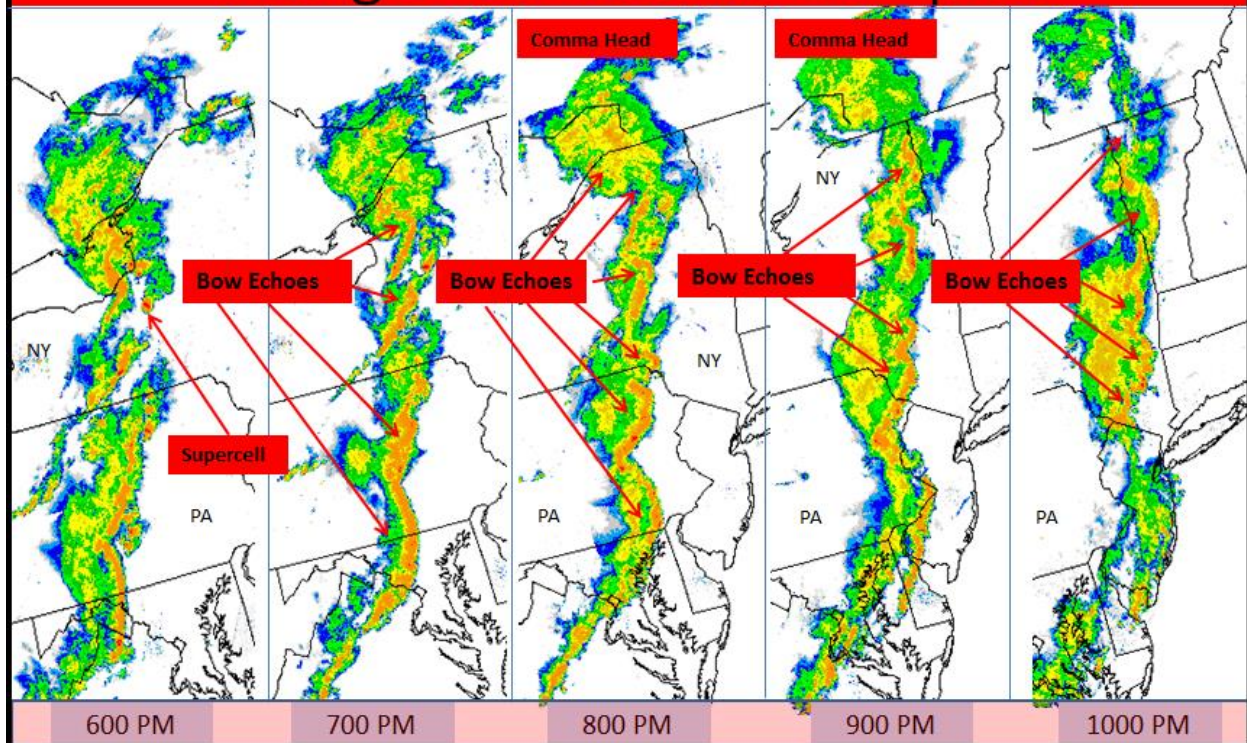 Comma Head
Comma Head
NY
Bow Echoes
Bow Echoes
Bow Echoes
Bow Echoes
NY
NY
Supercell
PA
PA
PA
PA
600 PM
700 PM
800 PM
900 PM
1000 PM